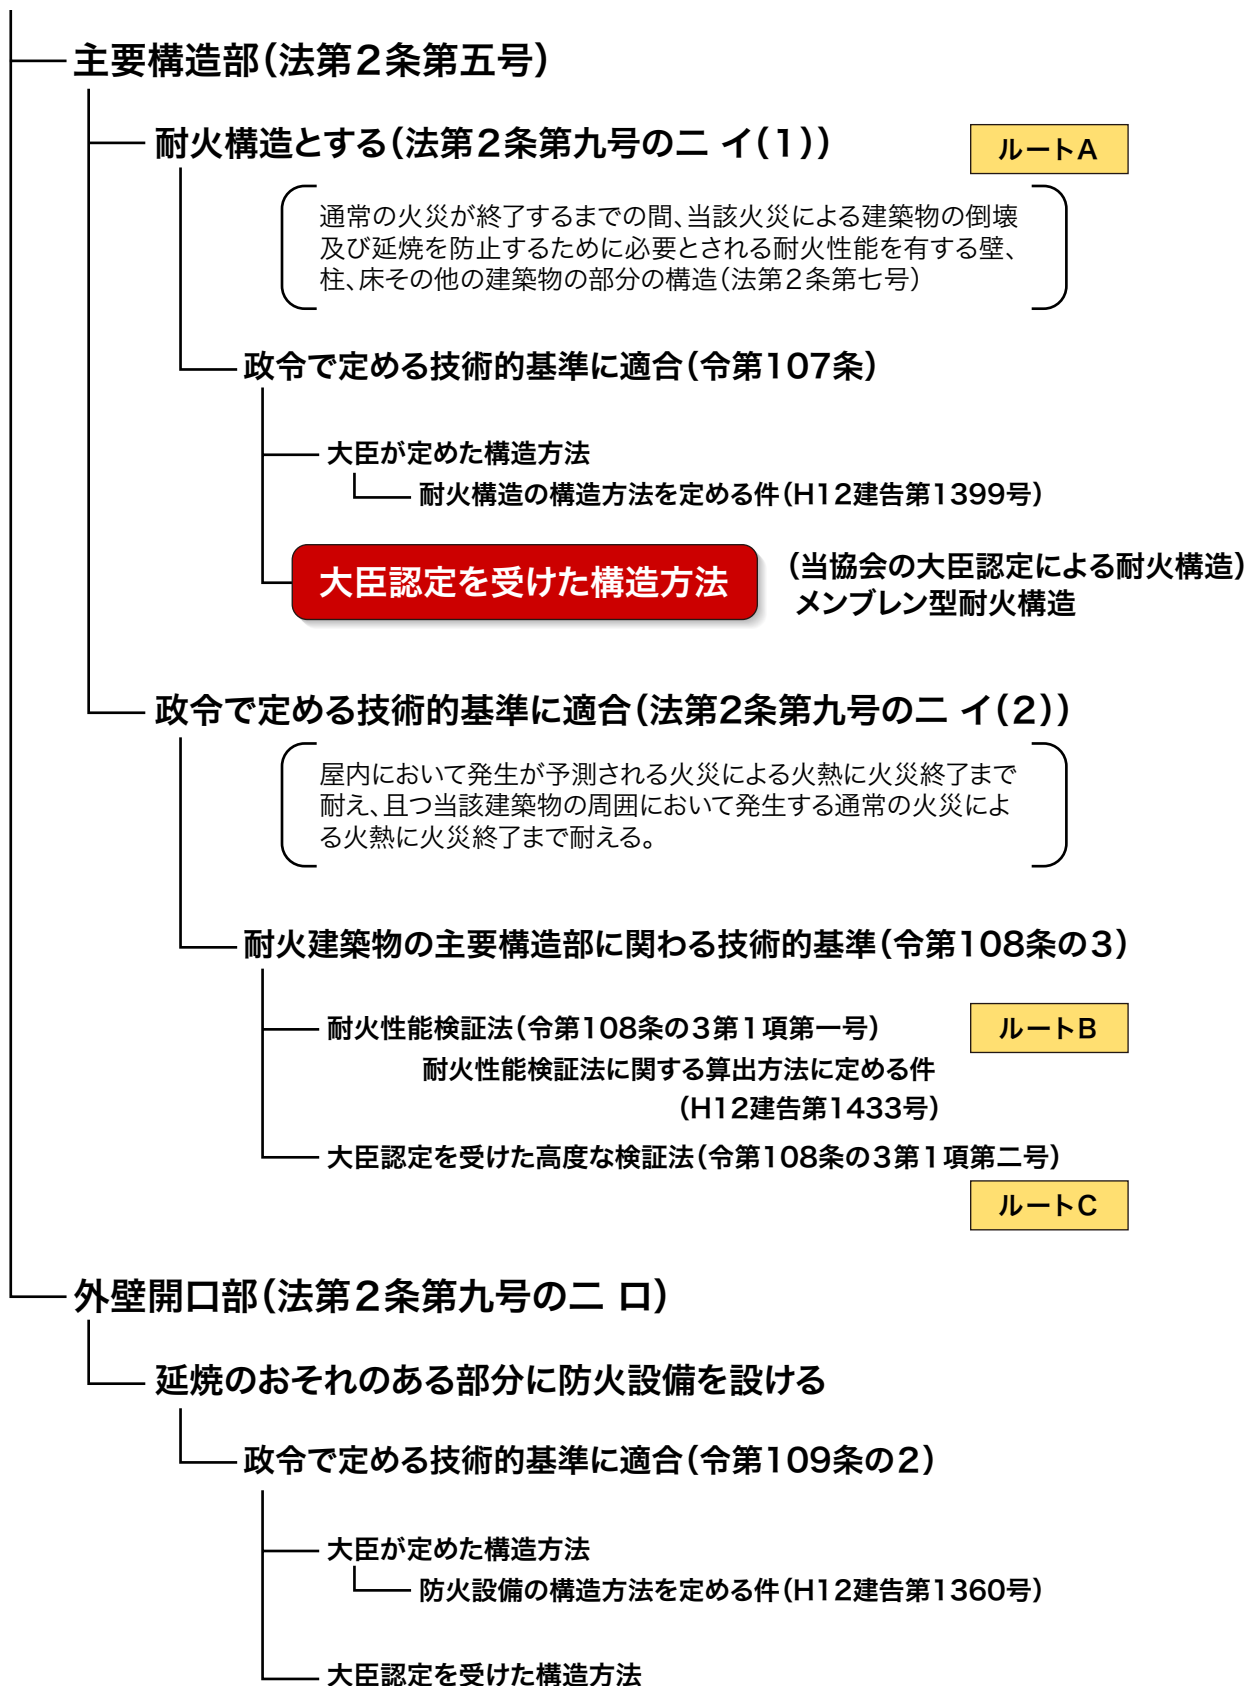 主要構造部（法第２条第五号）
耐火構造とする（法第２条第九号の二 イ（１））
ルートA
通常の火災が終了するまでの間、当該火災による建築物の倒壊
及び延焼を防止するために必要とされる耐火性能を有する壁、
柱、床その他の建築物の部分の構造（法第２条第七号）
政令で定める技術的基準に適合（令第107条）
大臣が定めた構造方法
耐火構造の構造方法を定める件（H12建告第1399号）
大臣認定を受けた構造方法
（当協会の大臣認定による耐火構造）
メンブレン型耐火構造
政令で定める技術的基準に適合（法第2条第九号の二 イ（２））
屋内において発生が予測される火災による火熱に火災終了まで
耐え、且つ当該建築物の周囲において発生する通常の火災によ
る火熱に火災終了まで耐える。
耐火建築物の主要構造部に関わる技術的基準（令第108条の３）
耐火性能検証法（令第108条の３第１項第一号）
ルートB
耐火性能検証法に関する算出方法に定める件
（H12建告第1433号）
大臣認定を受けた高度な検証法（令第108条の３第１項第二号）
ルートC
外壁開口部（法第２条第九号の二 ロ）
延焼のおそれのある部分に防火設備を設ける
政令で定める技術的基準に適合（令第109条の２）
大臣が定めた構造方法
防火設備の構造方法を定める件（H12建告第1360号）
大臣認定を受けた構造方法